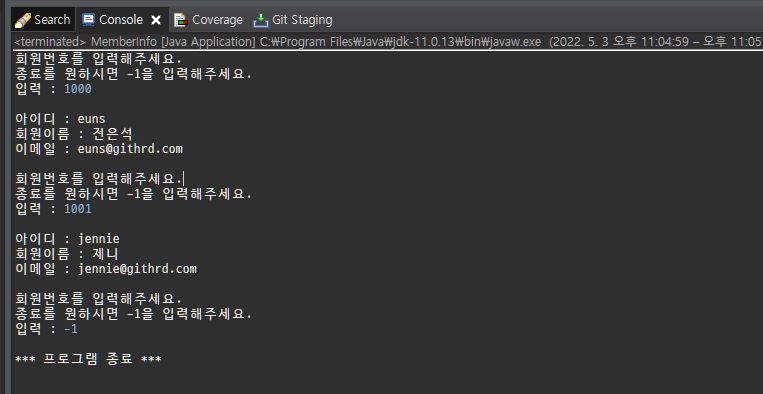 Search Console Coverage Git Staging
<terminated> MemberInfo [Java Application] C:₩Program Files₩Java₩jdk-11.0.13₩bin₩javaw.exe (2022. 5. 3 오후 11:04:59 – 오후 11:05
회원번호를 입력해주세요.
종료를 원하시면 -1을 입력해주세요.
입력 : 1000
아이디 : euns
회원이름 : 전은석
이메일 : euns@githrd.com
회원번호를 입력해주세요.
종료를 원하시면 -1을 입력해주세요.
입력 : 1001
아이디 : jennie
회원이름 : 제니
이메일 : jennie@githrd.com
회원번호를 입력해주세요.
종료를 원하시면 -1을 입력해주세요.
입력 : -1
*** 프로그램 종료 ***